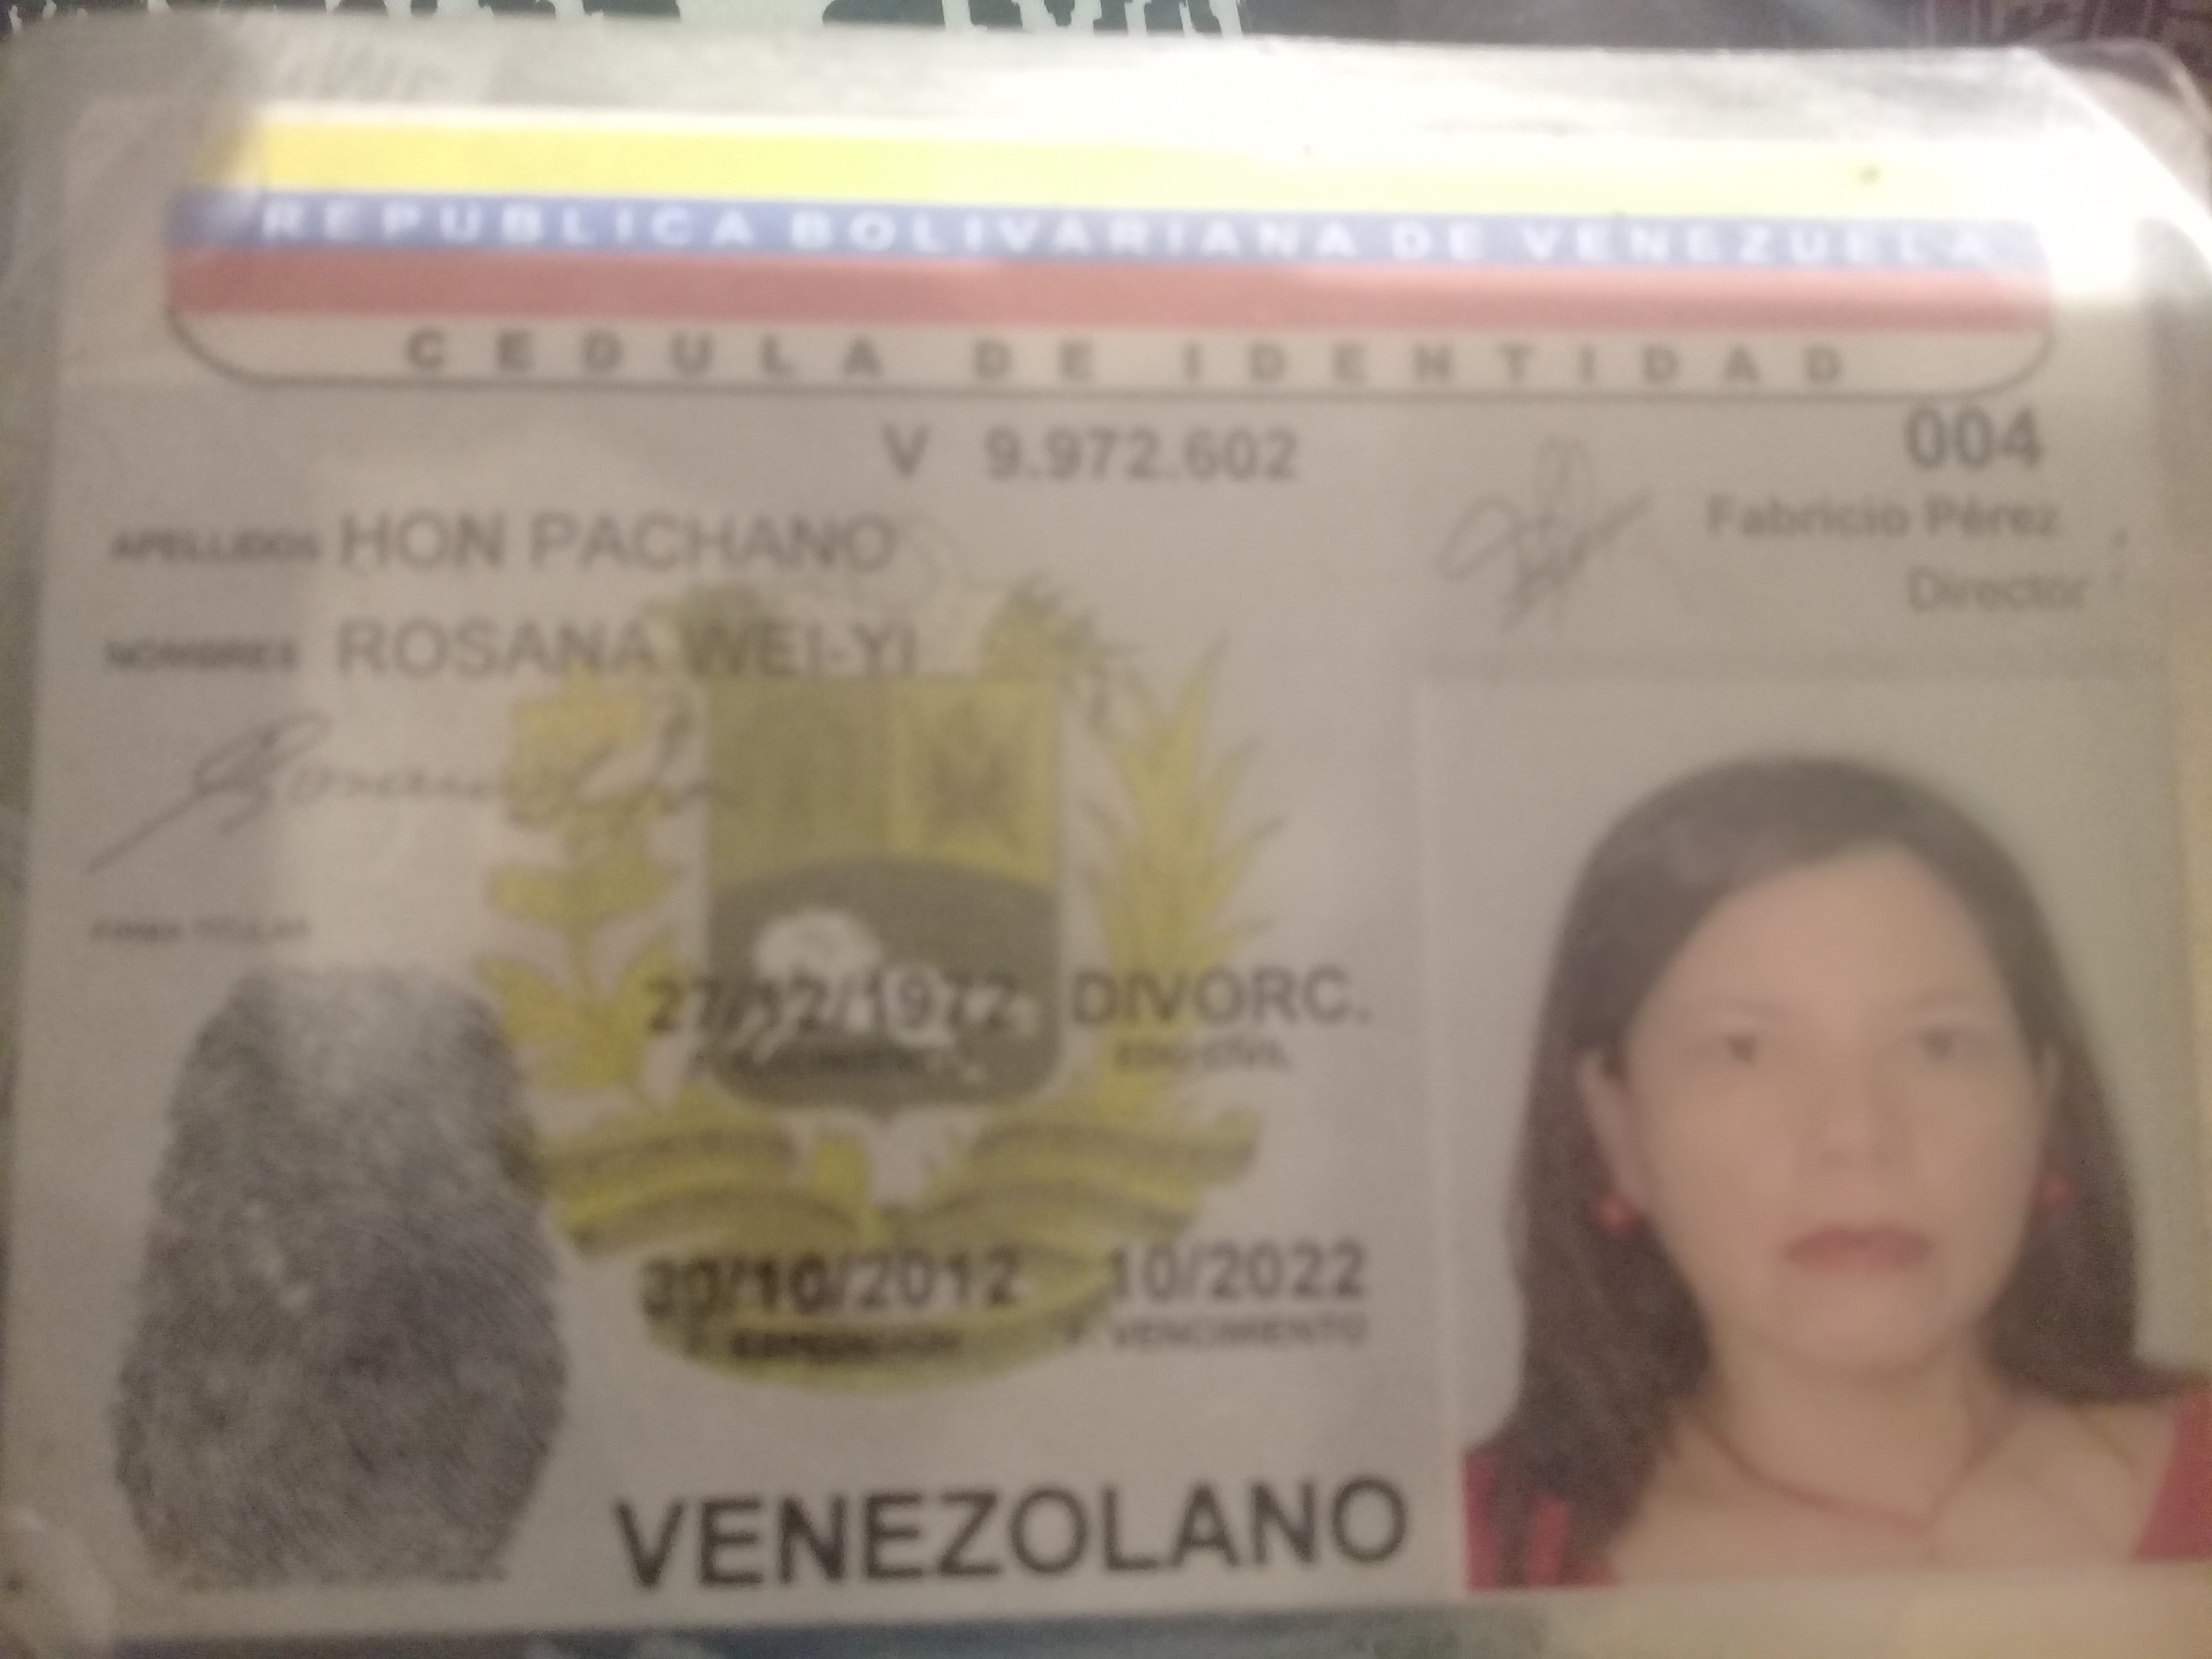 REPUBLICA BOLIVARIANA DE VENEZUELA
CEDULA DE IDENTIDAD
V 9.972.602
004
Fabricio Pérez
Director
APELLIDOS HON PACHANO
NOMBRES ROSANA WEI-YI
FIRMA TITULAR
27/12/1972 DIVORC.
EDO CIVIL
30/10/2012 10/2022
F. EXPEDICION F. VENCIMIENTO
VENEZOLANO